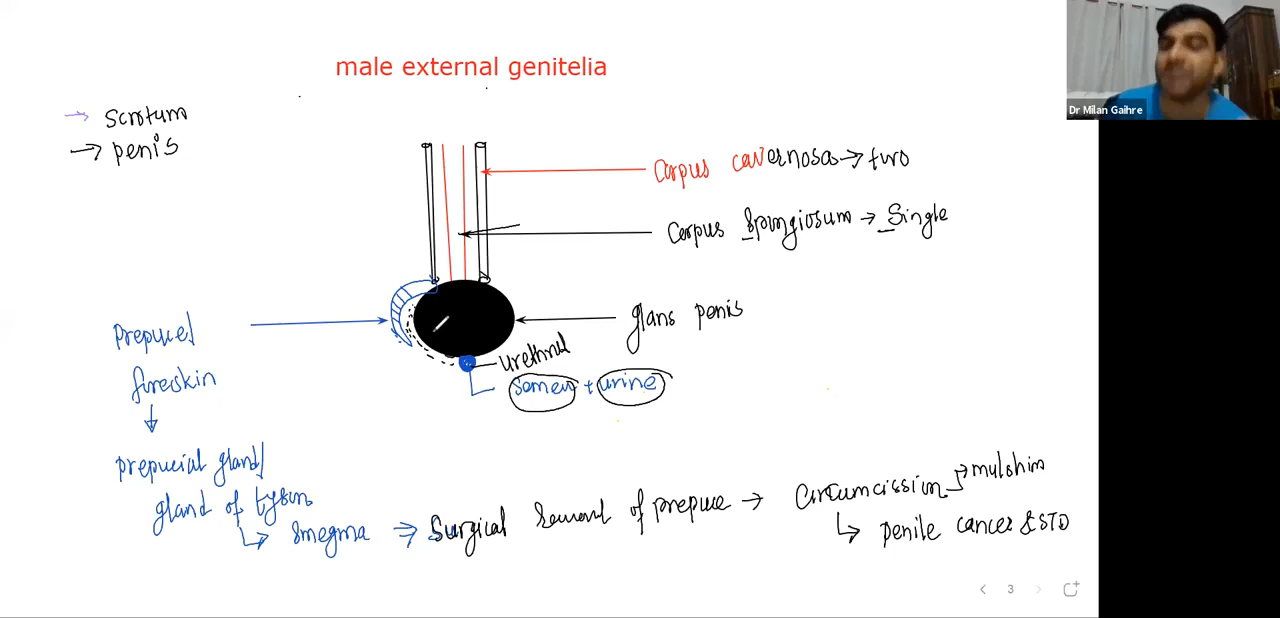 male external genitelia
Dr Milan Gaihre
→ Scrotum
→ penis
Corpus cavernosa → two
Corpus Spongiosum → Single
glans penis
prepuce/
foreskin
↓
urethral
semen + urine
prepucial gland/
gland of tyson
↳ smegma ⇒ Surgical removal of prepuce → Circumcission
↳ penile cancer & STD
3